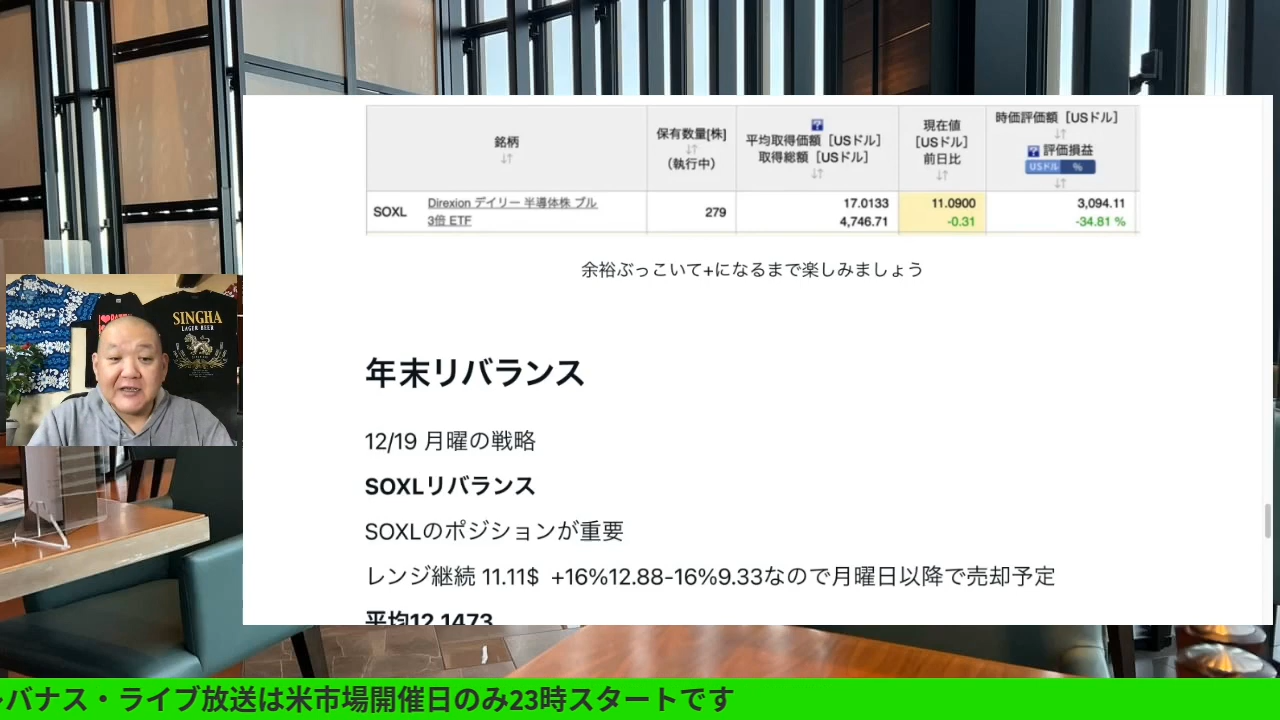 銘柄
保有数量[株]
(執行中)
平均取得価額[USドル]
取得総額[USドル]
現在値
[USドル]
前日比
時価評価額[USドル]
評価損益
USドル %
SOXL
Direxion デイリー 半導体株 ブル
3倍 ETF
279
17.0133
4,746.71
11.0900
-0.31
3,094.11
-34.81 %
余裕ぶっこいて+になるまで楽しみましょう
年末リバランス
12/19 月曜の戦略
SOXLリバランス
SOXLのポジションが重要
レンジ継続 11.11$ +16%12.88-16%9.33なので月曜日以降で売却予定
平均12.1473
SINGHA
LAGER BEER
バナス・ライブ放送は米市場開催日のみ23時スタートです